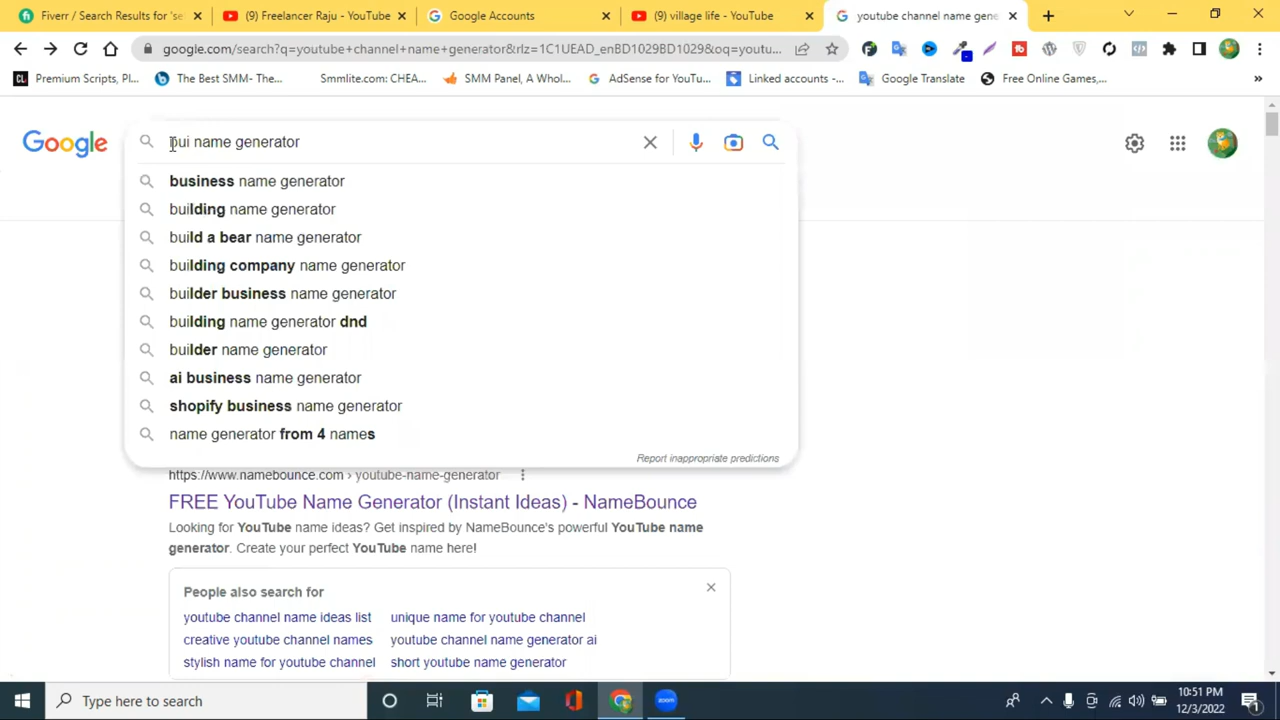 Fiverr / Search Results for 'se
(9) Freelancer Raju - YouTube
Google Accounts
(9) village life - YouTube
youtube channel name gene
google.com/search?q=youtube+channel+name+generator&rlz=1C1UEAD_enBD1029BD1029&oq=youtu...
Premium Scripts, Pl...
The Best SMM- The...
Smmlite.com: CHEA...
SMM Panel, A Whol...
AdSense for YouTu...
Linked accounts -...
Google Translate
Free Online Games,...
Google
bui name generator
business name generator
building name generator
build a bear name generator
building company name generator
builder business name generator
building name generator dnd
builder name generator
ai business name generator
shopify business name generator
name generator from 4 names
Report inappropriate predictions
https://www.namebounce.com › youtube-name-generator
FREE YouTube Name Generator (Instant Ideas) - NameBounce
Looking for YouTube name ideas? Get inspired by NameBounce's powerful YouTube name
generator. Create your perfect YouTube name here!
People also search for
youtube channel name ideas list
unique name for youtube channel
creative youtube channel names
youtube channel name generator ai
stylish name for youtube channel
short youtube name generator
Type here to search
zoom
10:51 PM
12/3/2022
1